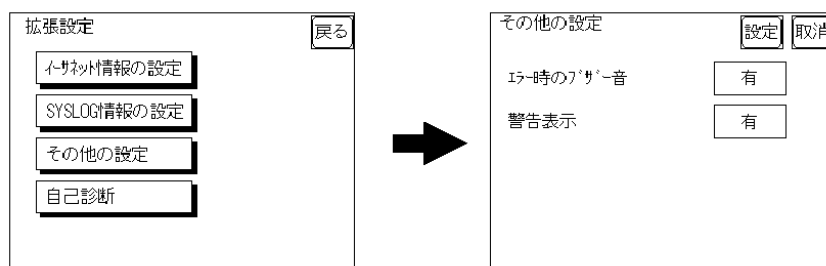 拡張設定
戻る
イーサネット情報の設定
SYSLOG情報の設定
その他の設定
自己診断
その他の設定
設定
取消
エラー時のブザー音
有
警告表示
有